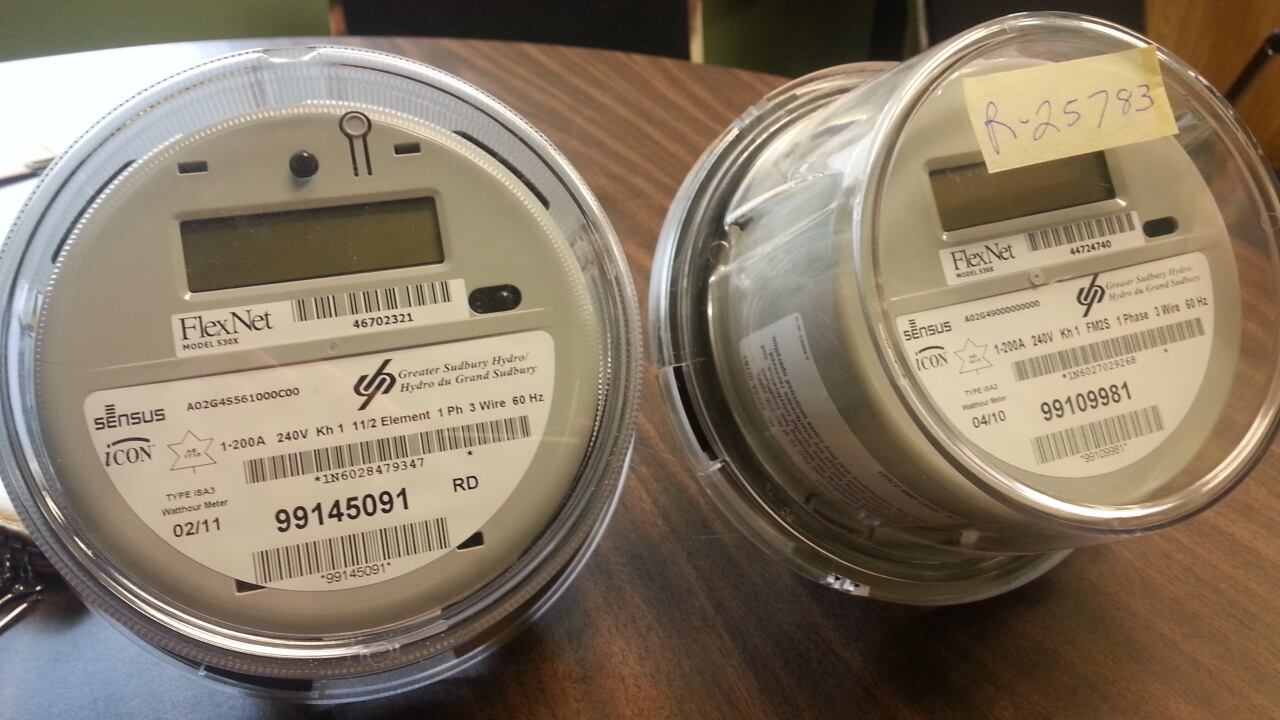 FlexNet
MODEL 530X
46702321
Greater Sudbury Hydro/
Hydro du Grand Sudbury
sensus
A02G4S561000C00
iCON
1-200A 240V Kh 1 11/2 Element 1 Ph 3 Wire 60 Hz
*1N6028479347 *
TYPE iSA3
Watthour Meter
02/11
99145091
RD
*99145091*
R-25783
FlexNet
MODEL 530X
44724740
Greater Sudbury Hydro/
Hydro du Grand Sudbury
sensus
A02G49000000000
iCON
1-200A 240V Kh 1 FM2S 1 Phase 3 Wire 60 Hz
*1N6027029268 *
TYPE iSA2
Watthour Meter
04/10
99109981
*99109981*